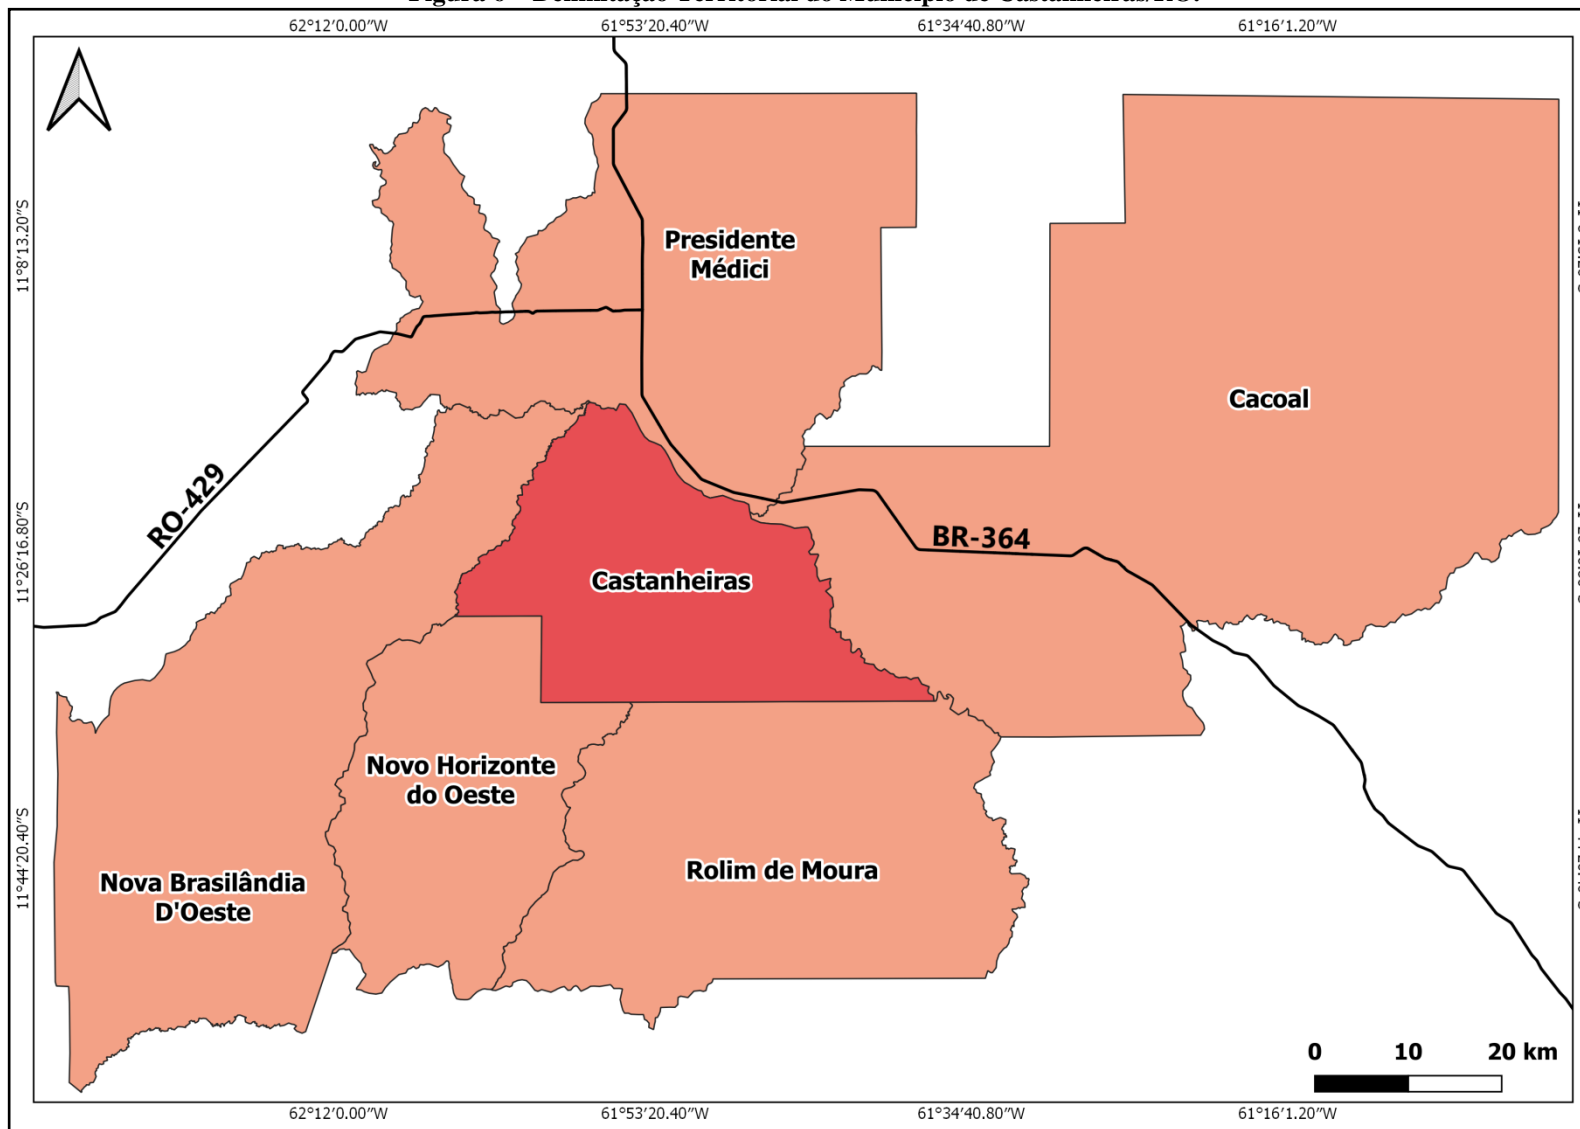 62°12′0.00″W 61°53′20.40″W 61°34′40.80″W 61°16′1.20″W
11°8′13.20″S
Presidente
Médici
Cacoal
RO-429
11°26′16.80″S
BR-364
Castanheiras
Novo Horizonte
do Oeste
11°44′20.40″S
Rolim de Moura
Nova Brasilândia
D'Oeste
0 10 20 km
62°12′0.00″W 61°53′20.40″W 61°34′40.80″W 61°16′1.20″W